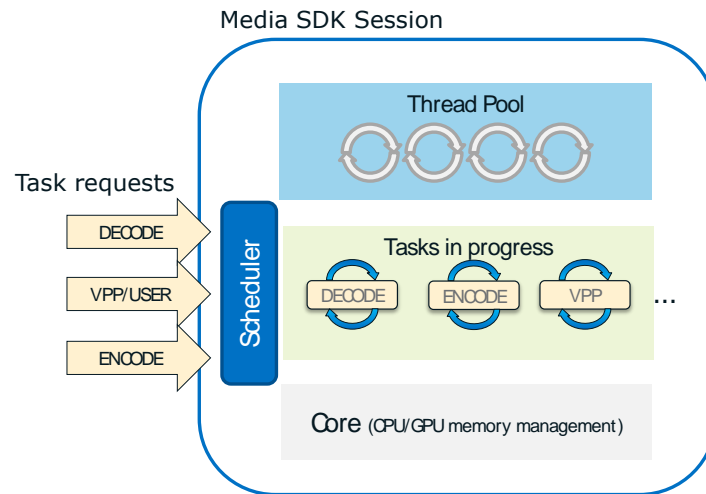 Media SDK Session
Thread Pool
Task requests
DECODE
VPP/USER
ENCODE
Scheduler
Tasks in progress
DECODE
ENCODE
VPP
...
Core (CPU/GPU memory management)